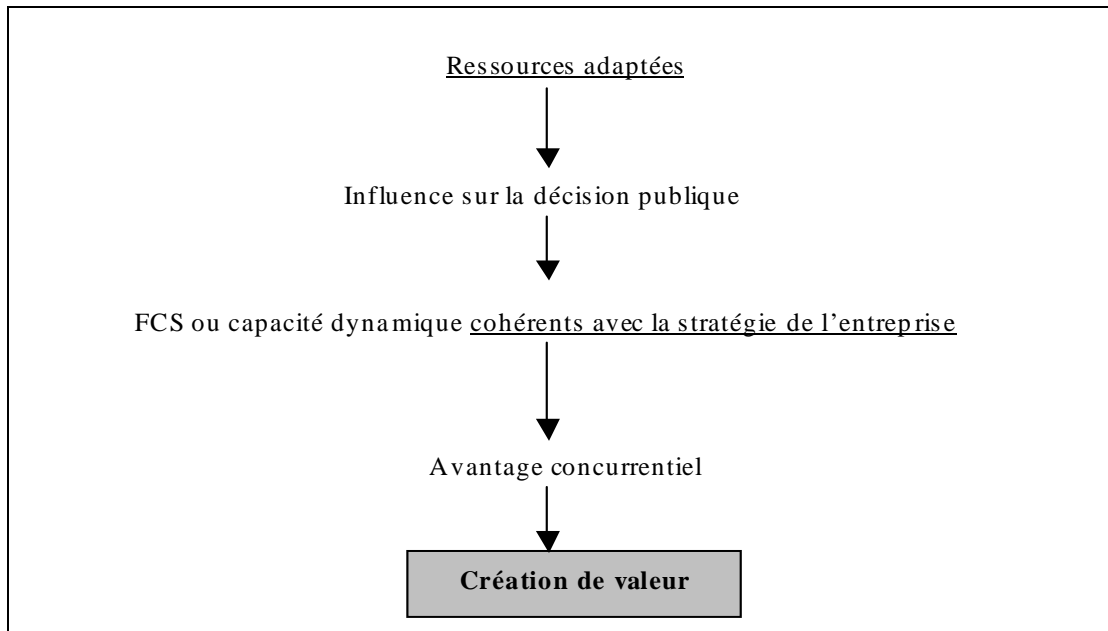 Ressources adaptées
Influence sur la décision publique
FCS ou capacité dynamique cohérents avec la stratégie de l’entreprise
Avantage concurrentiel
Création de valeur